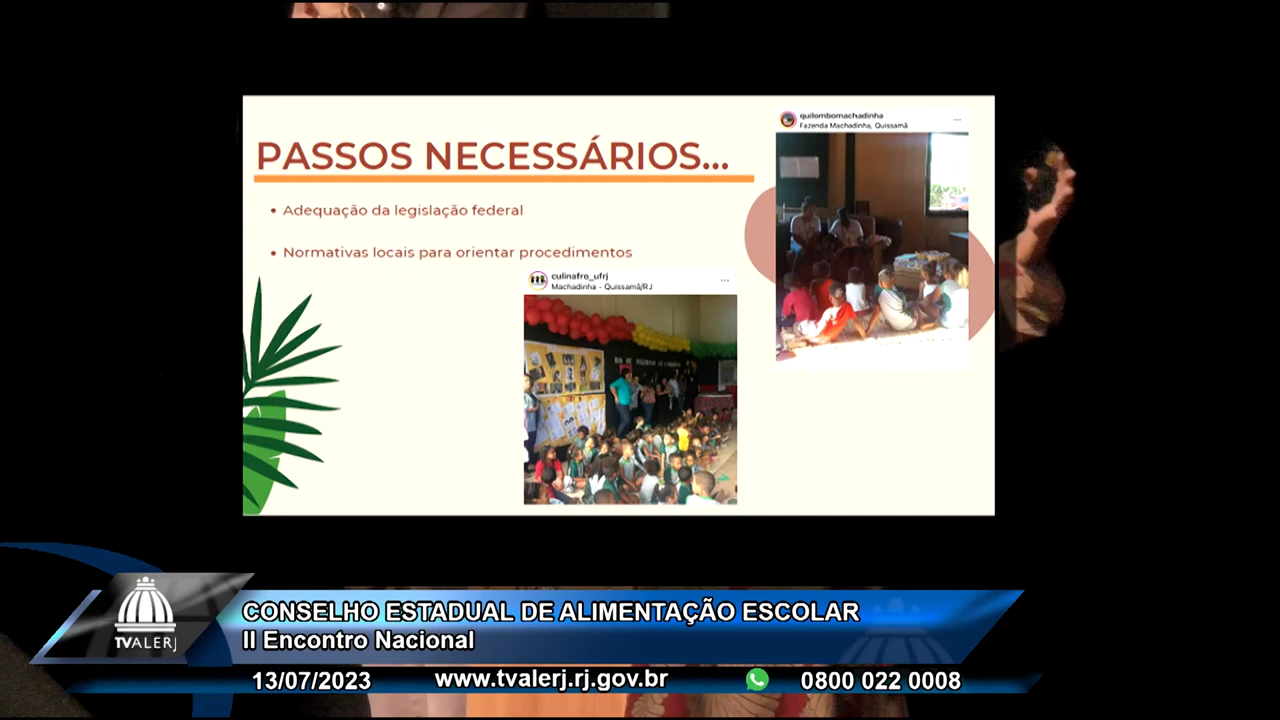 PASSOS NECESSÁRIOS...
• Adequação da legislação federal
• Normativas locais para orientar procedimentos
quilombomachadinha
Fazenda Machadinha, Quissamã
culinafro_ufrj
Machadinha - Quissamã/RJ
TVALERJ
CONSELHO ESTADUAL DE ALIMENTAÇÃO ESCOLAR
II Encontro Nacional
13/07/2023
www.tvalerj.rj.gov.br
0800 022 0008